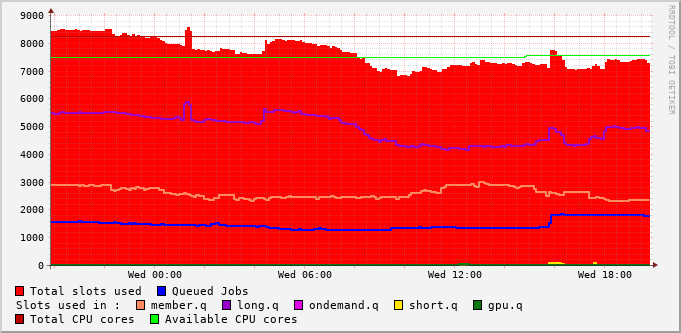 9000
8000
7000
6000
5000
4000
3000
2000
1000
0
Wed 00:00 Wed 06:00 Wed 12:00 Wed 18:00
RRDTOOL / TOBI OETIKER
Total slots used Queued Jobs
Slots used in : member.q long.q ondemand.q short.q gpu.q
Total CPU cores Available CPU cores